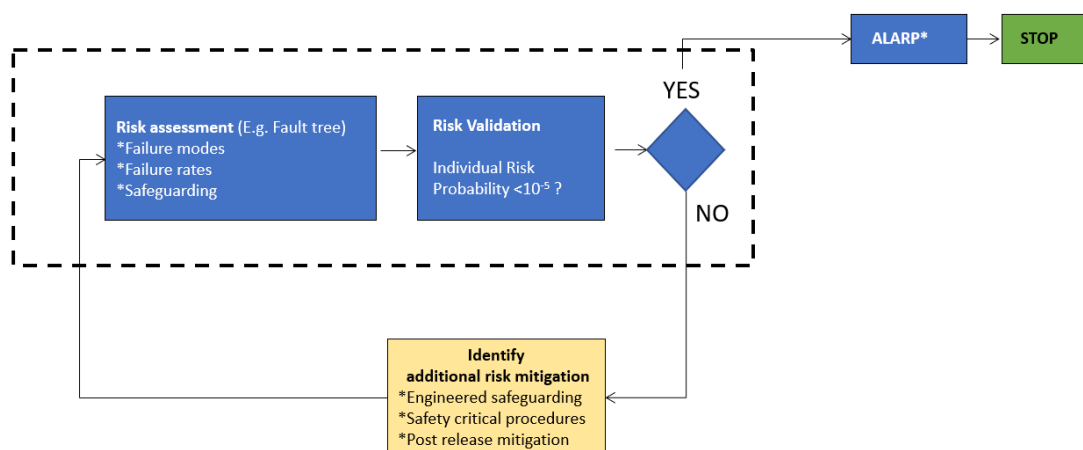 ALARP*
STOP
YES
Risk assessment (E.g. Fault tree)
*Failure modes
*Failure rates
*Safeguarding
Risk Validation
Individual Risk
Probability <10⁻⁵ ?
NO
Identify
additional risk mitigation
*Engineered safeguarding
*Safety critical procedures
*Post release mitigation